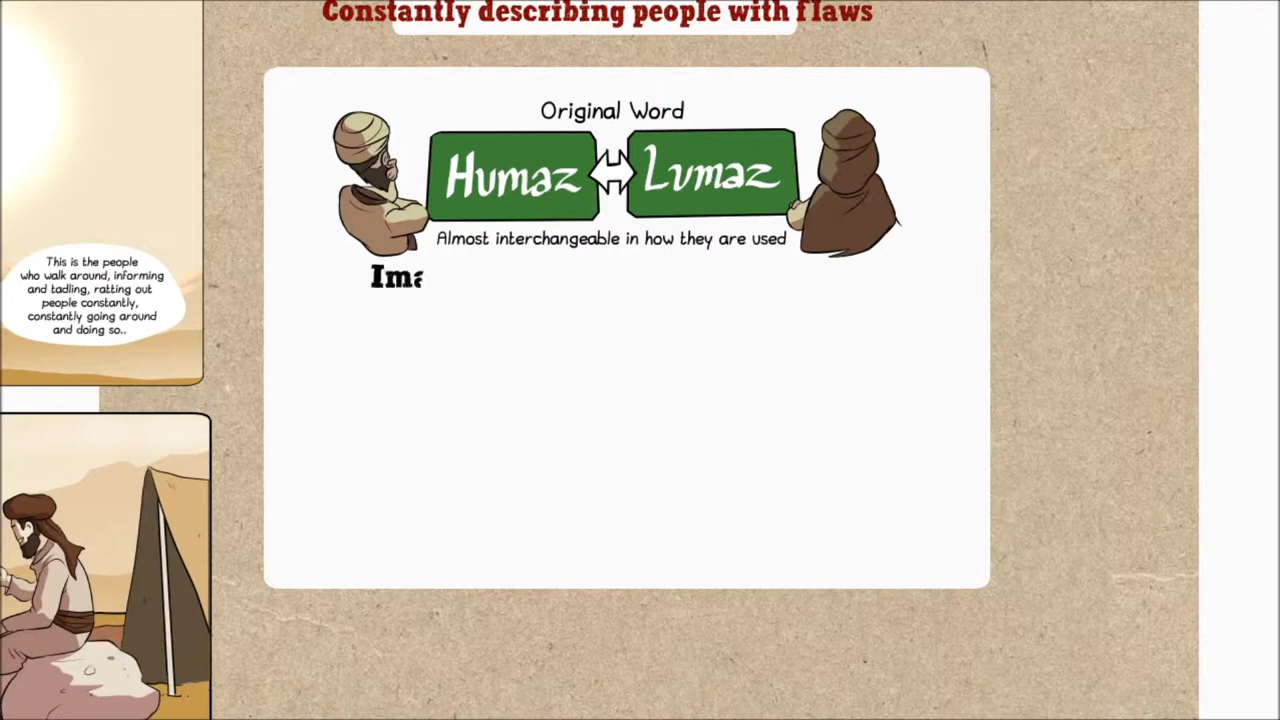 Constantly describing people with flaws
Original Word
Humaz
Lumaz
Almost interchangeable in how they are used
This is the people
who walk around, informing
and tadling, ratting out
people constantly,
constantly going around
and doing so..